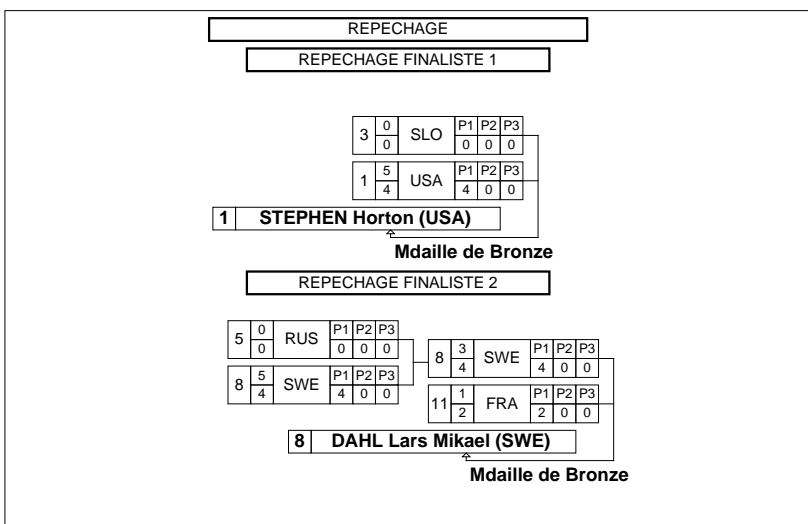 REPECHAGE
REPECHAGE FINALISTE 1
3 0 SLO P1 P2 P3
0 0 0 0
1 5 USA P1 P2 P3
4 4 0 0
1 STEPHEN Horton (USA)
Mdaille de Bronze
REPECHAGE FINALISTE 2
5 0 RUS P1 P2 P3
0 0 0 0
8 5 SWE P1 P2 P3
4 4 0 0
8 3 SWE P1 P2 P3
4 4 0 0
11 1 FRA P1 P2 P3
2 2 0 0
8 DAHL Lars Mikael (SWE)
Mdaille de Bronze